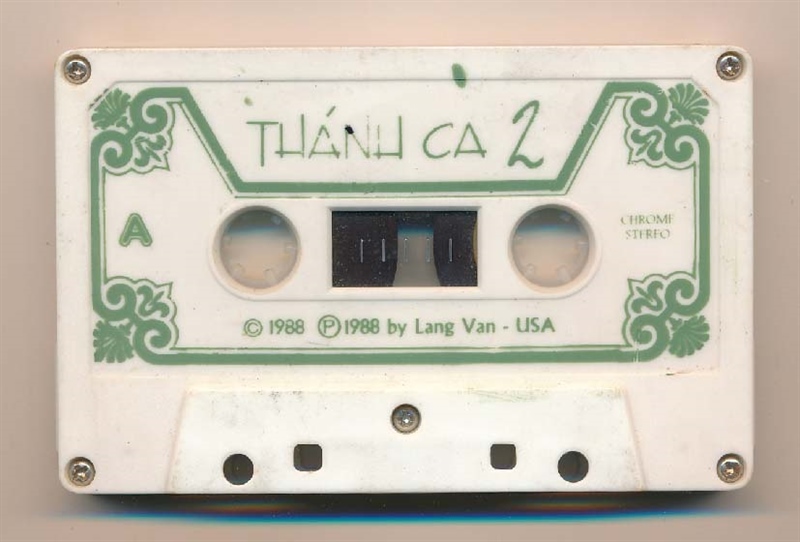 THÁNH CA 2
A
CHROME
STEREO
© 1988 Ⓟ 1988 by Lang Van - USA